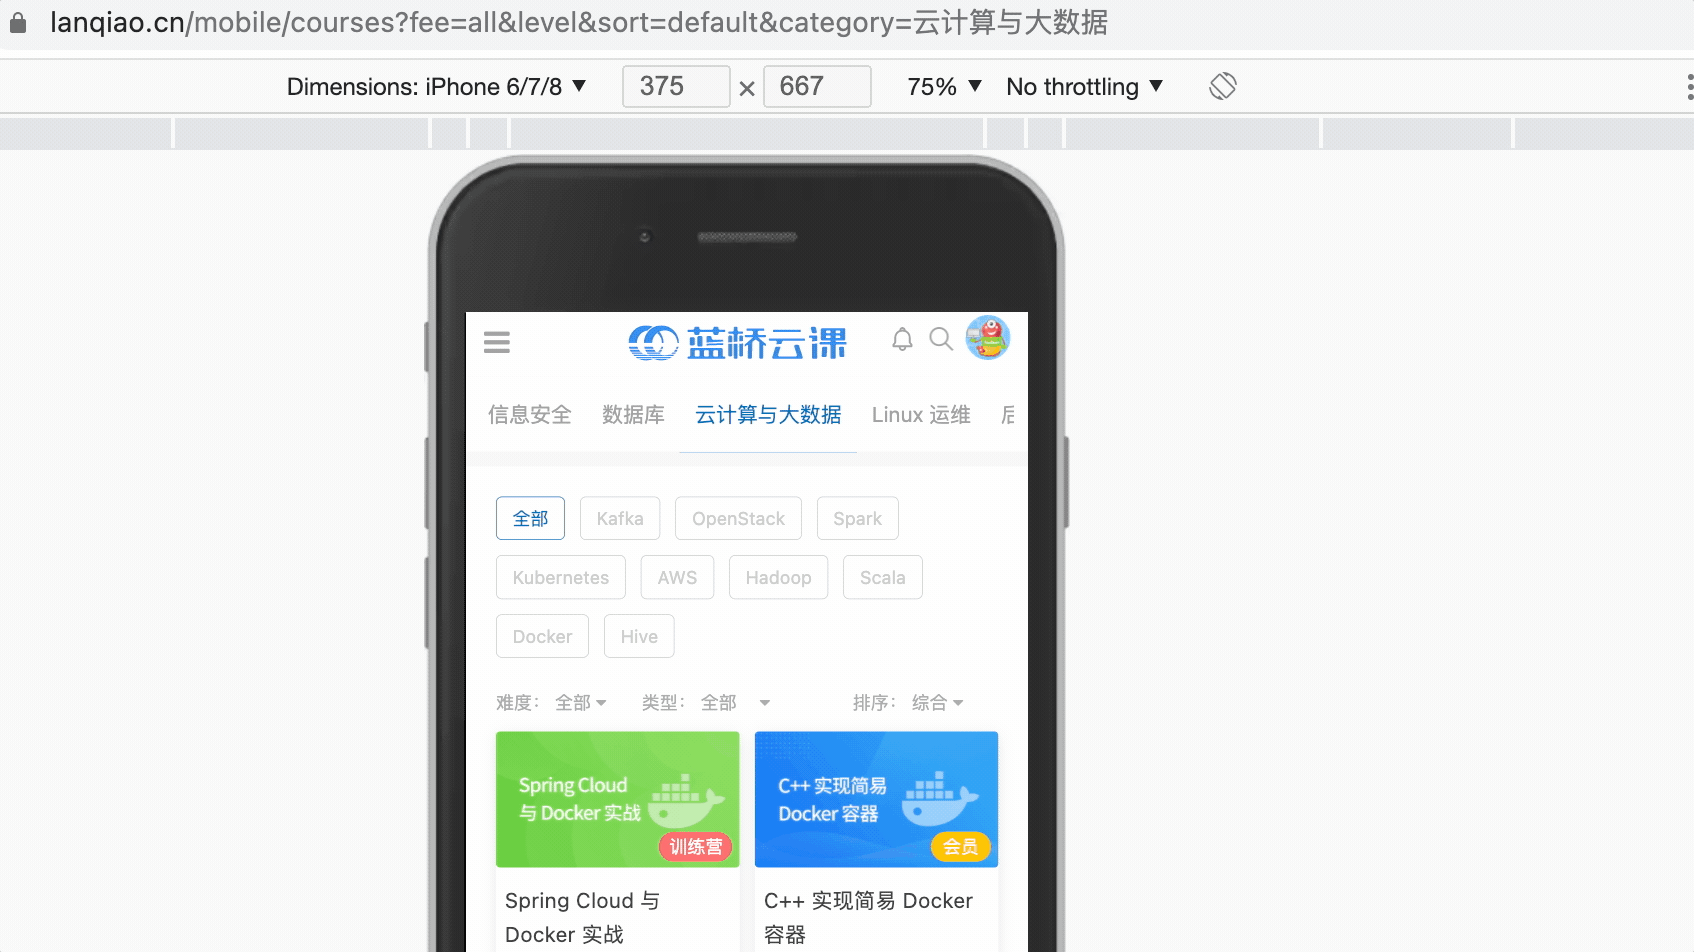 lanqiao.cn/mobile/courses?fee=all&level&sort=default&category=云计算与大数据
Dimensions: iPhone 6/7/8 ▼ 375 × 667 75% ▼ No throttling ▼
蓝桥云课
信息安全 数据库 云计算与大数据 Linux 运维 后
全部 Kafka OpenStack Spark
Kubernetes AWS Hadoop Scala
Docker Hive
难度： 全部 类型： 全部 排序： 综合
Spring Cloud
与 Docker 实战
训练营
C++ 实现简易
Docker 容器
会员
Spring Cloud 与
Docker 实战
C++ 实现简易 Docker
容器